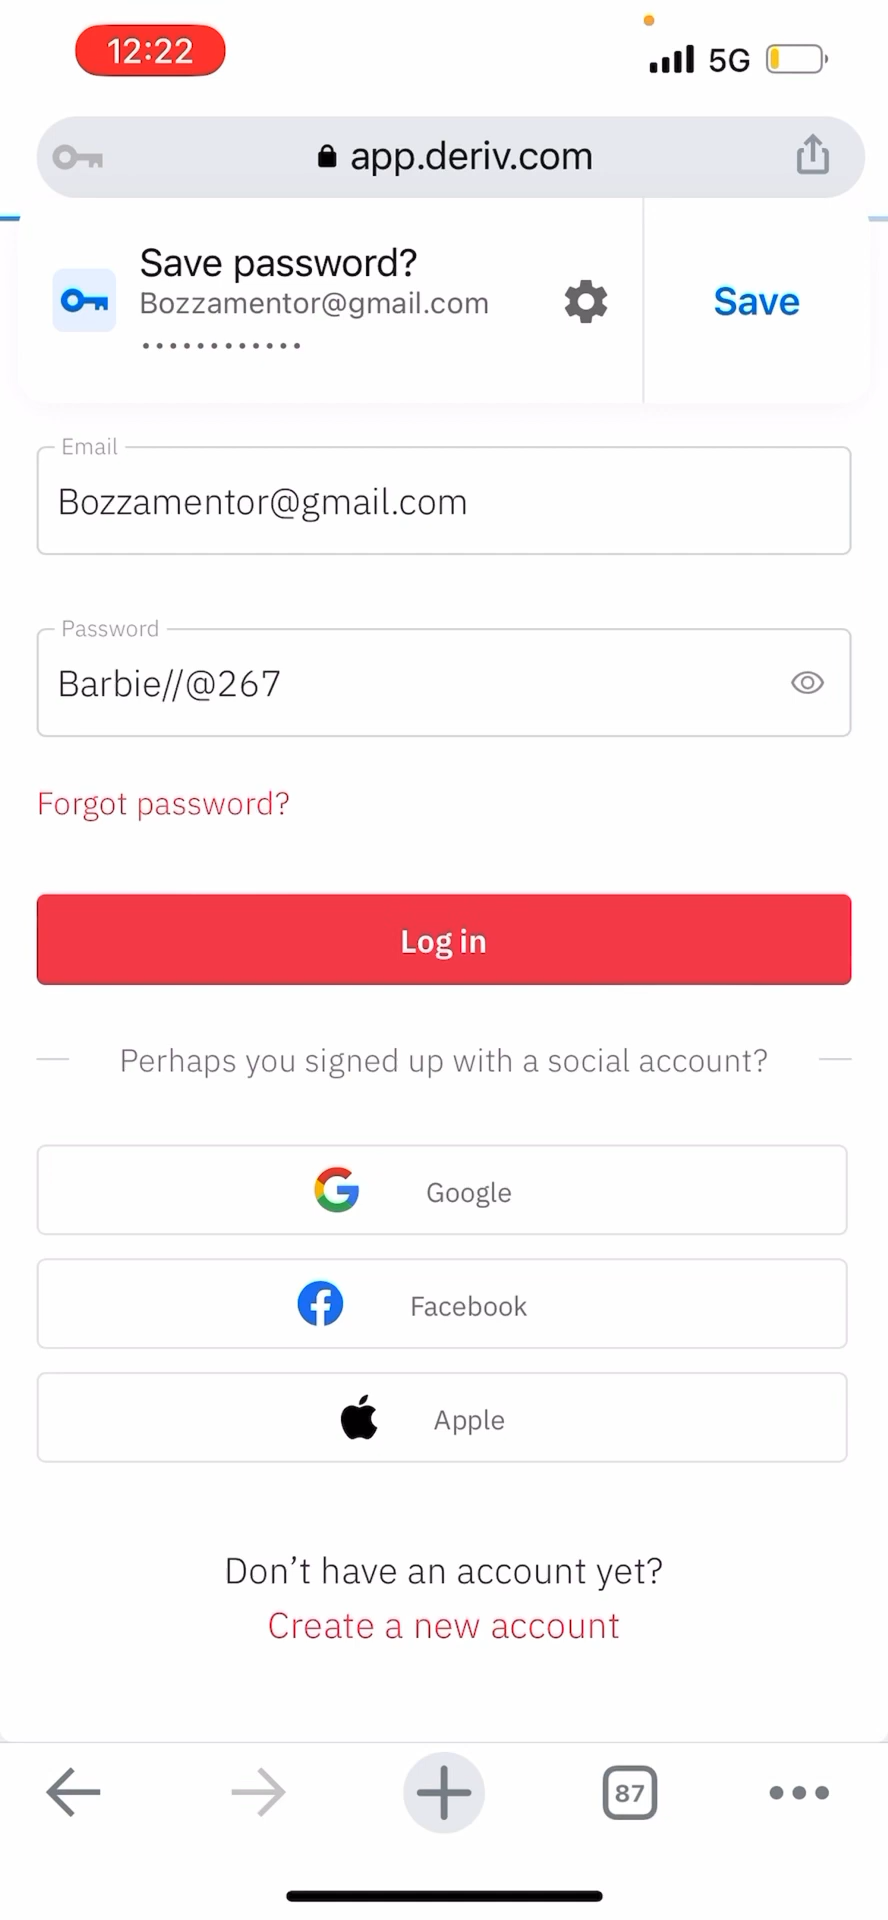 12:22
5G
app.deriv.com
Save password?
Bozzamentor@gmail.com
••••••••••••
Save
Email
Bozzamentor@gmail.com
Password
Barbie//@267
Forgot password?
Log in
Perhaps you signed up with a social account?
Google
Facebook
Apple
Don’t have an account yet?
Create a new account
87